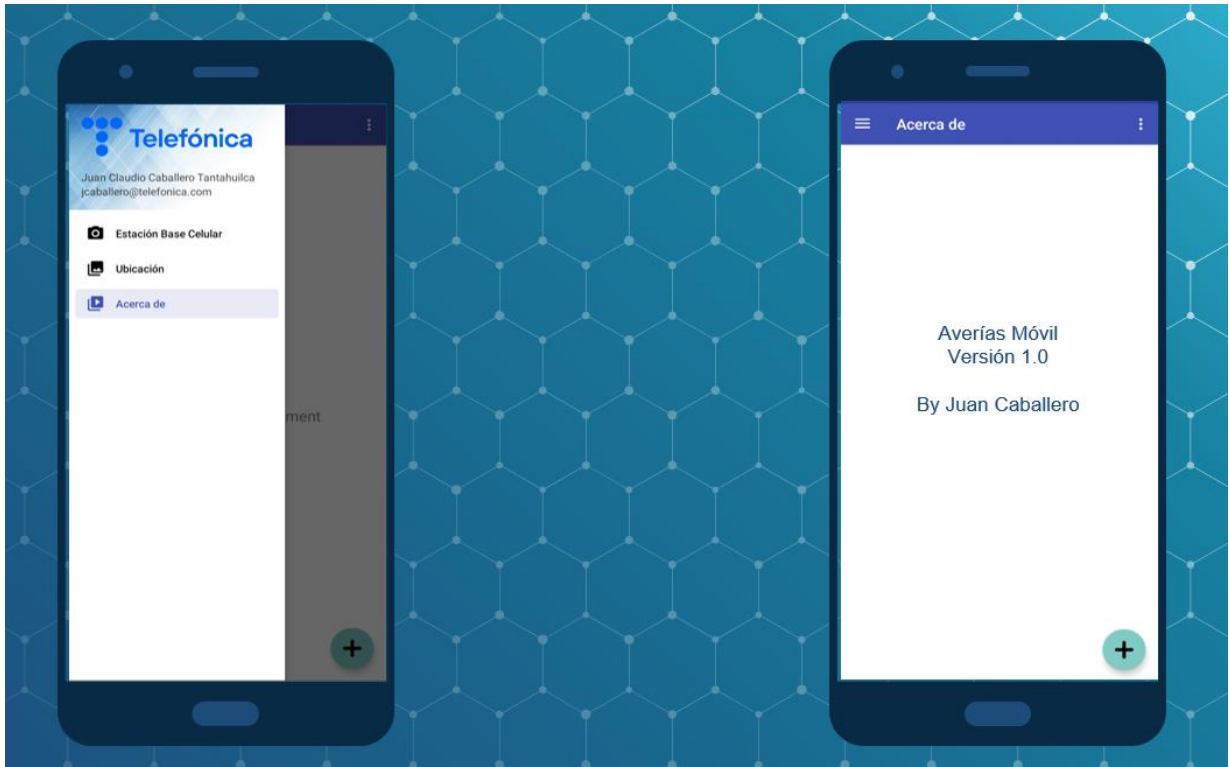 Telefónica
Juan Claudio Caballero Tantahuilca
jcaballero@telefonica.com
Estación Base Celular
Ubicación
Acerca de
ment
Acerca de
Averías Móvil
Versión 1.0
By Juan Caballero